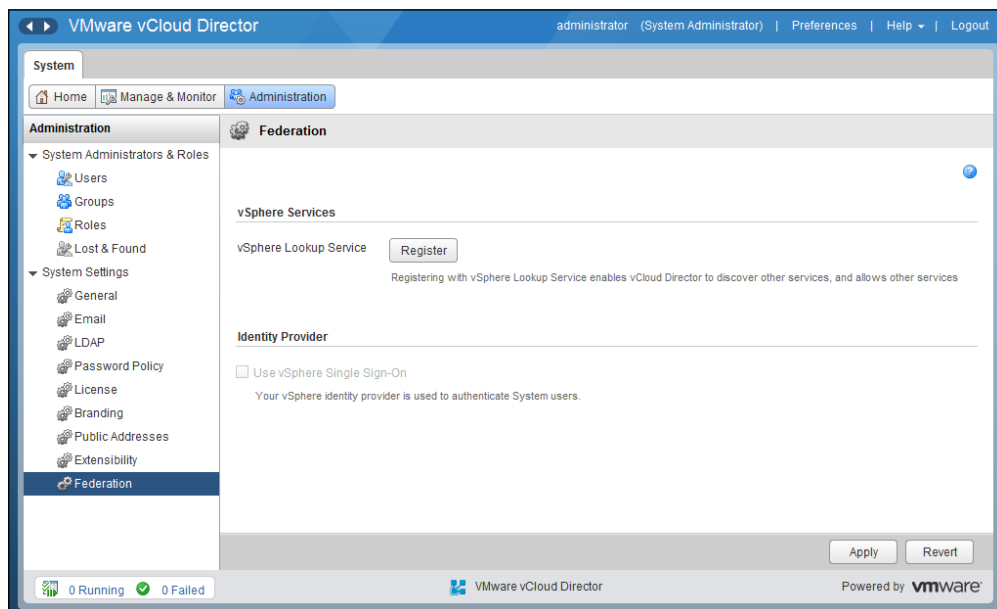 VMware vCloud Director
administrator (System Administrator) | Preferences | Help | Logout
System
Home
Manage & Monitor
Administration
Administration
System Administrators & Roles
Users
Groups
Roles
Lost & Found
System Settings
General
Email
LDAP
Password Policy
License
Branding
Public Addresses
Extensibility
Federation
Federation
vSphere Services
vSphere Lookup Service
Register
Registering with vSphere Lookup Service enables vCloud Director to discover other services, and allows other services
Identity Provider
Use vSphere Single Sign-On
Your vSphere identity provider is used to authenticate System users.
Apply
Revert
0 Running 0 Failed
VMware vCloud Director
Powered by vmware